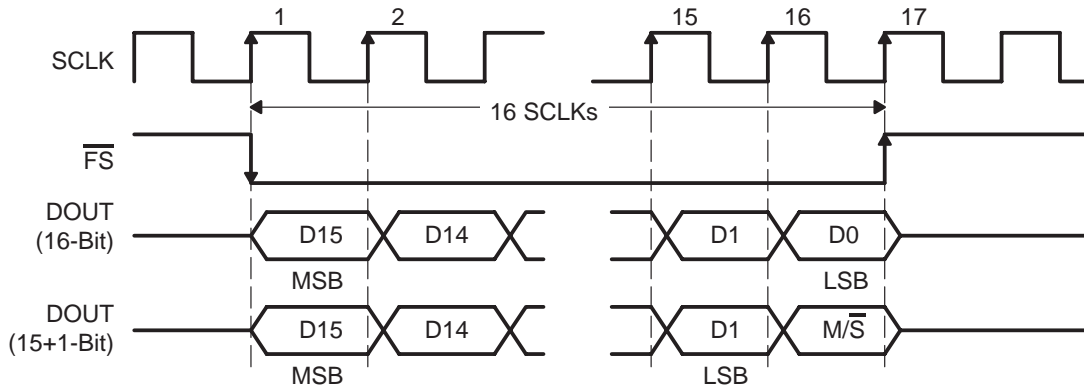 1 2 15 16 17
SCLK
16 SCLKs
F̅S̅
DOUT
(16-Bit)
D15 D14 D1 D0
MSB LSB
DOUT
(15+1-Bit)
D15 D14 D1 M/S̅
MSB LSB